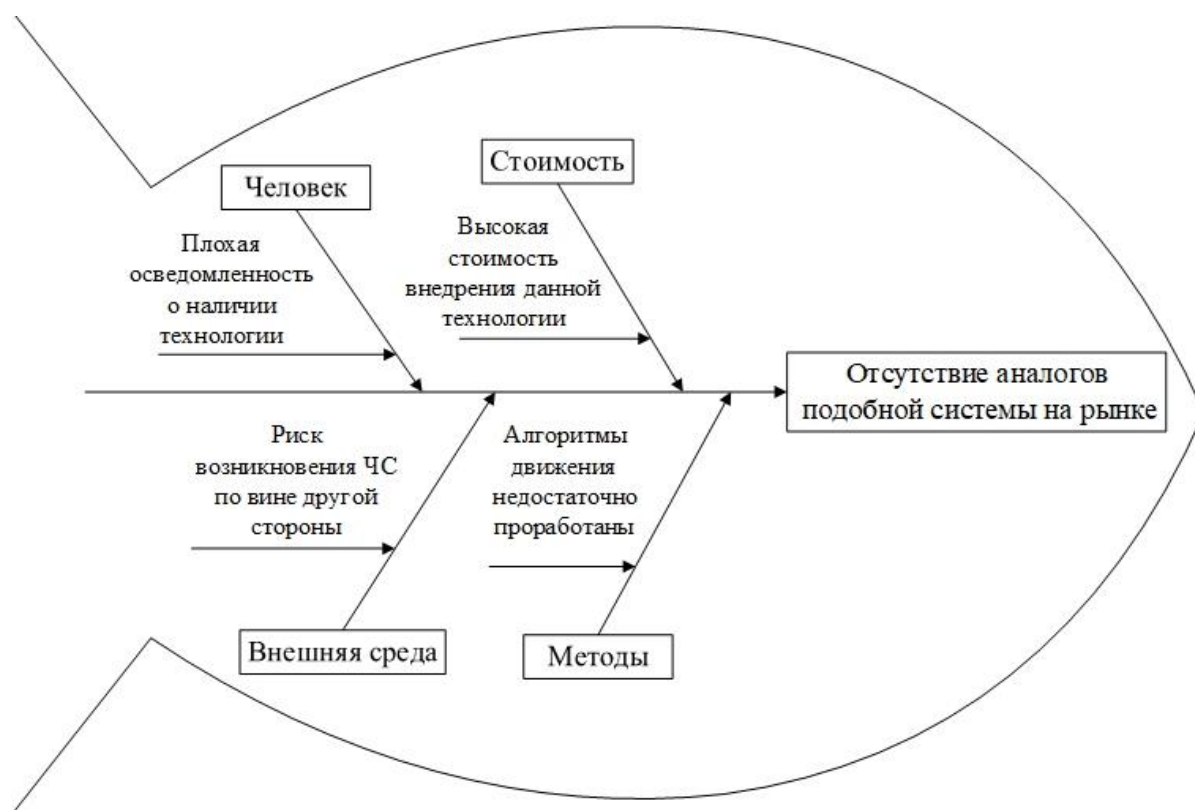 Человек
Плохая
осведомленность
о наличии
технологии
Стоимость
Высокая
стоимость
внедрения данной
технологии
Отсутствие аналогов
подобной системы на рынке
Риск
возникновения ЧС
по вине другой
стороны
Внешняя среда
Алгоритмы
движения
недостаточно
проработаны
Методы